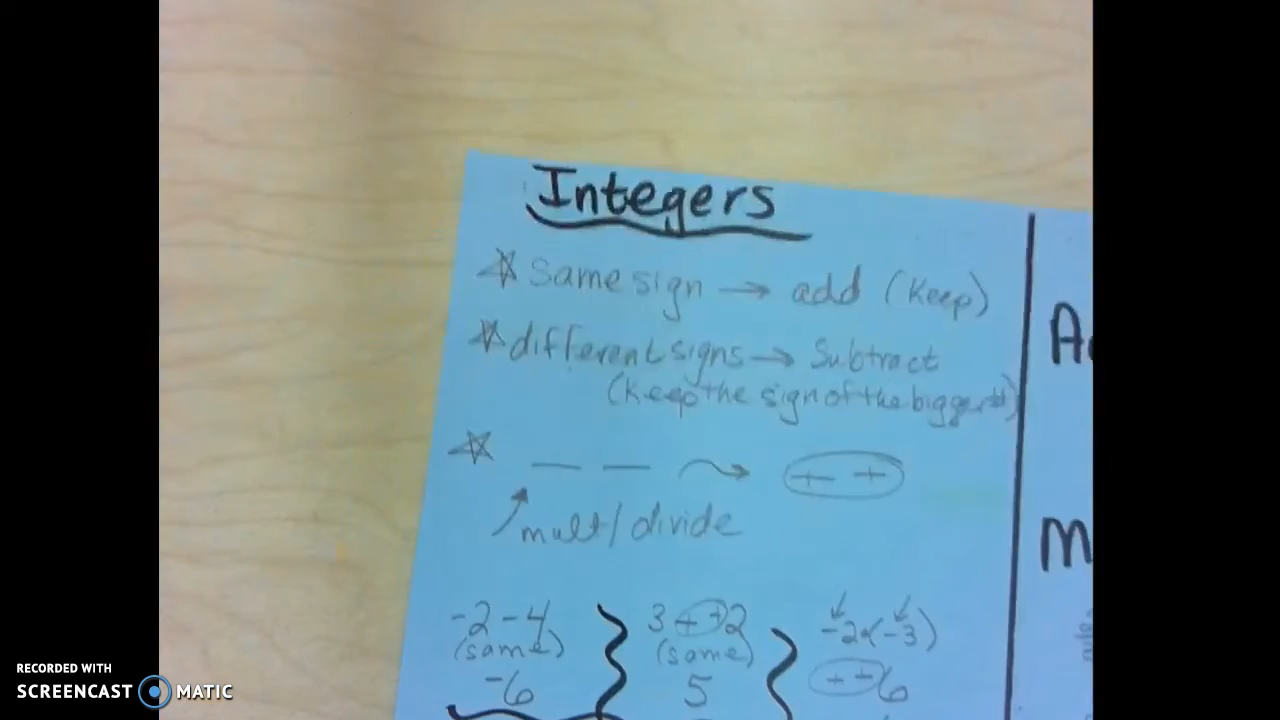 Integers
☆ Same sign → add (Keep)
☆ different signs → Subtract
(Keep the sign of the bigger #)
☆ — — → + +
mult/divide
-2-4 } 3++2 } -2·(-3)
(same) (same)
-6 5 ++6
A
M
RECORDED WITH
SCREENCAST MATIC